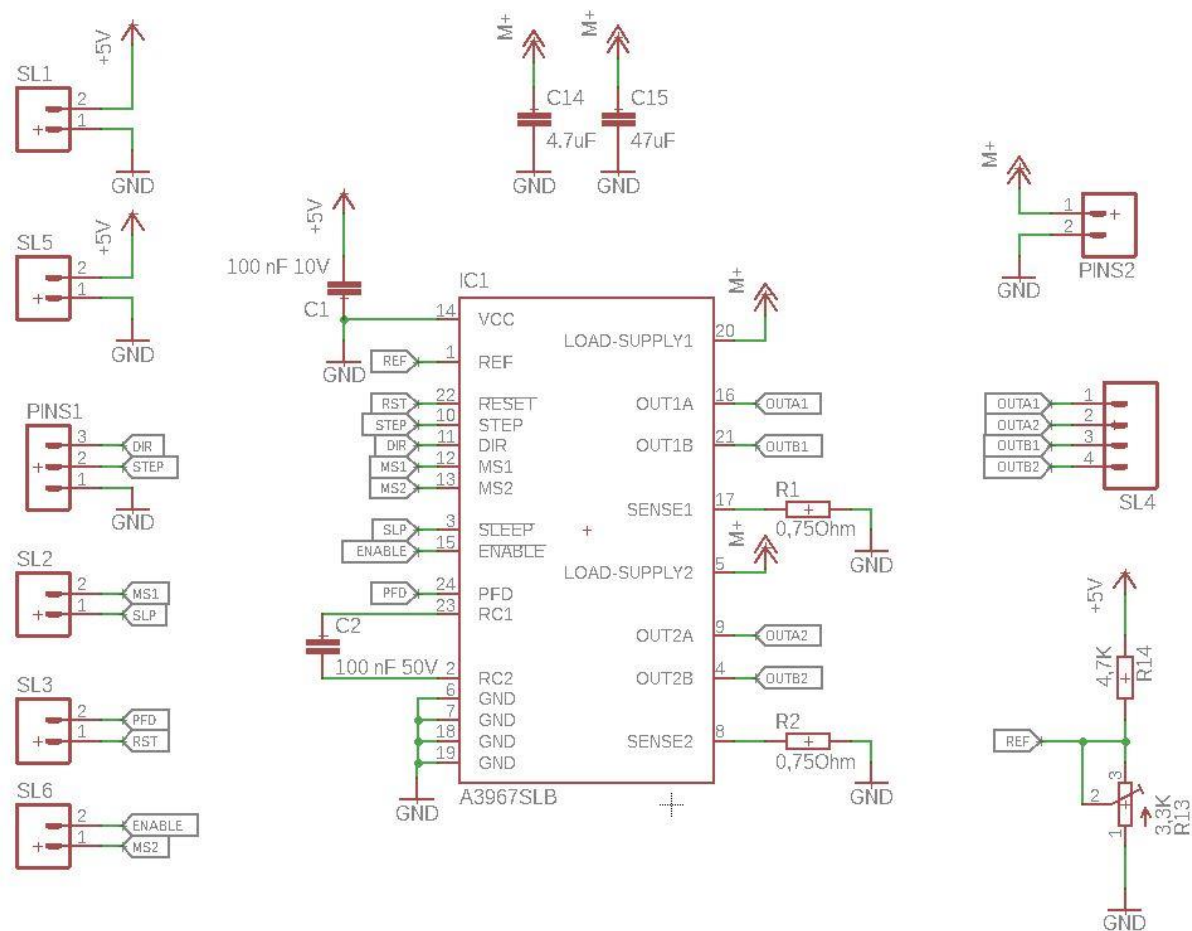 SL1
+5V
2
1
GND
SL5
+5V
2
1
GND
PINS1
3 DIR
2 STEP
1
GND
SL2
2 MS1
1 SLP
SL3
2 PFD
1 RST
SL6
2 ENABLE
1 MS2
M+
C14
4.7uF
GND
M+
C15
47uF
GND
+5V
100 nF 10V
C1
GND
IC1
14 VCC
REF 1 REF
RST 22 RESET
STEP 10 STEP
DIR 11 DIR
MS1 12 MS1
MS2 13 MS2
SLP 3 SLEEP
ENABLE 15 ENABLE
PFD 24 PFD
23 RC1
C2
100 nF 50V
2 RC2
6 GND
7 GND
18 GND
19 GND
GND
A3967SLB
M+
LOAD-SUPPLY1 20
OUT1A 16 OUTA1
OUT1B 21 OUTB1
SENSE1 17
R1
0,75Ohm
GND
M+
LOAD-SUPPLY2 5
OUT2A 9 OUTA2
OUT2B 4 OUTB2
SENSE2 8
R2
0,75Ohm
GND
M+
1
2
GND
PINS2
OUTA1 1
OUTA2 2
OUTB1 3
OUTB2 4
SL4
+5V
4,7K
R14
REF
3
2
1
3,3K
R13
GND